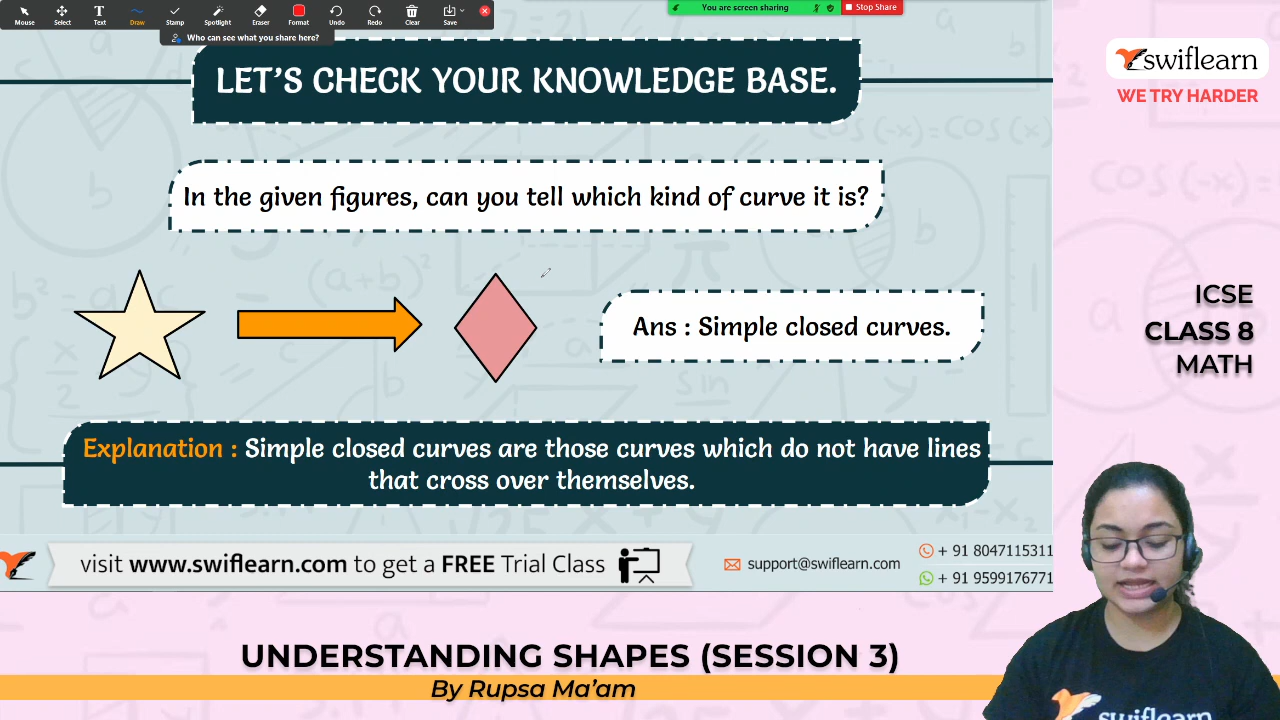 Mouse Select Text Draw Stamp Spotlight Eraser Format Undo Redo Clear Save
You are screen sharing Stop Share
Who can see what you share here?
LET'S CHECK YOUR KNOWLEDGE BASE.
swiflearn
WE TRY HARDER
In the given figures, can you tell which kind of curve it is?
Ans : Simple closed curves.
ICSE
CLASS 8
MATH
Explanation : Simple closed curves are those curves which do not have lines
that cross over themselves.
visit www.swiflearn.com to get a FREE Trial Class
support@swiflearn.com
+ 91 8047115311
+ 91 9599176771
UNDERSTANDING SHAPES (SESSION 3)
By Rupsa Ma'am
swiflearn